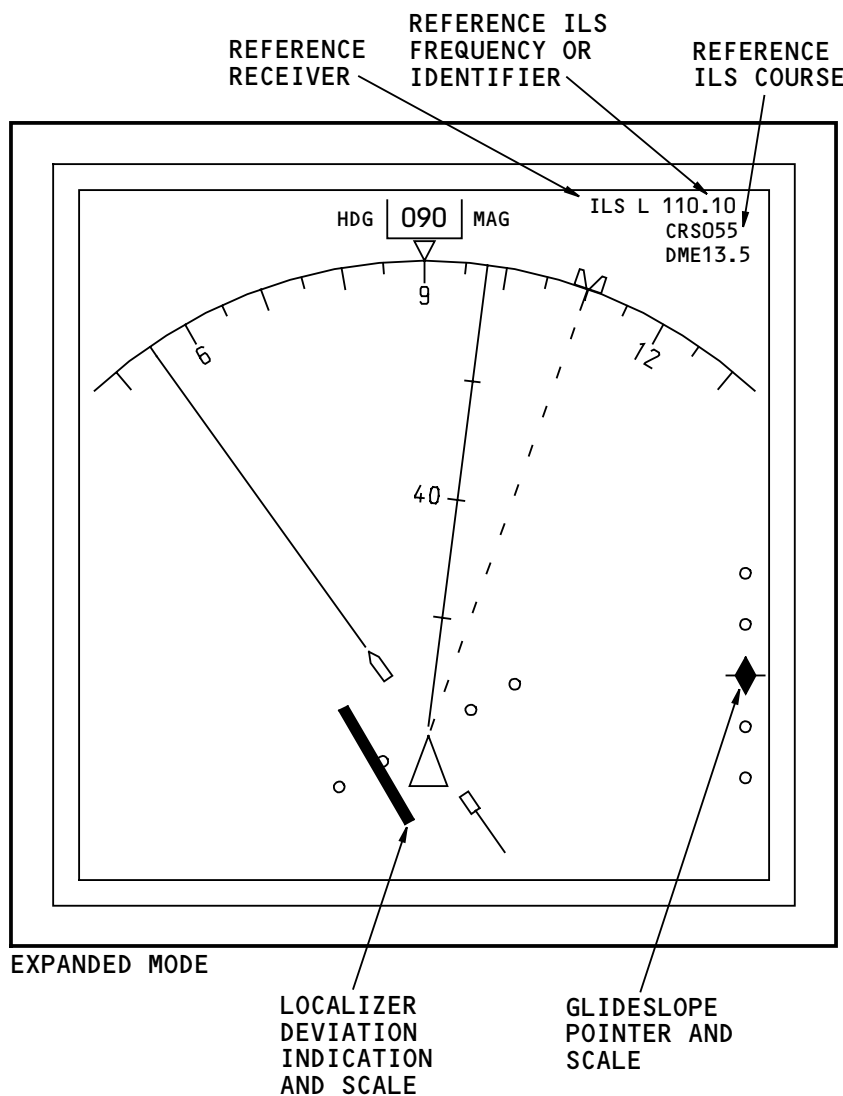 REFERENCE
RECEIVER
REFERENCE ILS
FREQUENCY OR
IDENTIFIER
REFERENCE
ILS COURSE
HDG 090 MAG
ILS L 110.10
CRS055
DME13.5
9
6
12
40
EXPANDED MODE
LOCALIZER
DEVIATION
INDICATION
AND SCALE
GLIDESLOPE
POINTER AND
SCALE